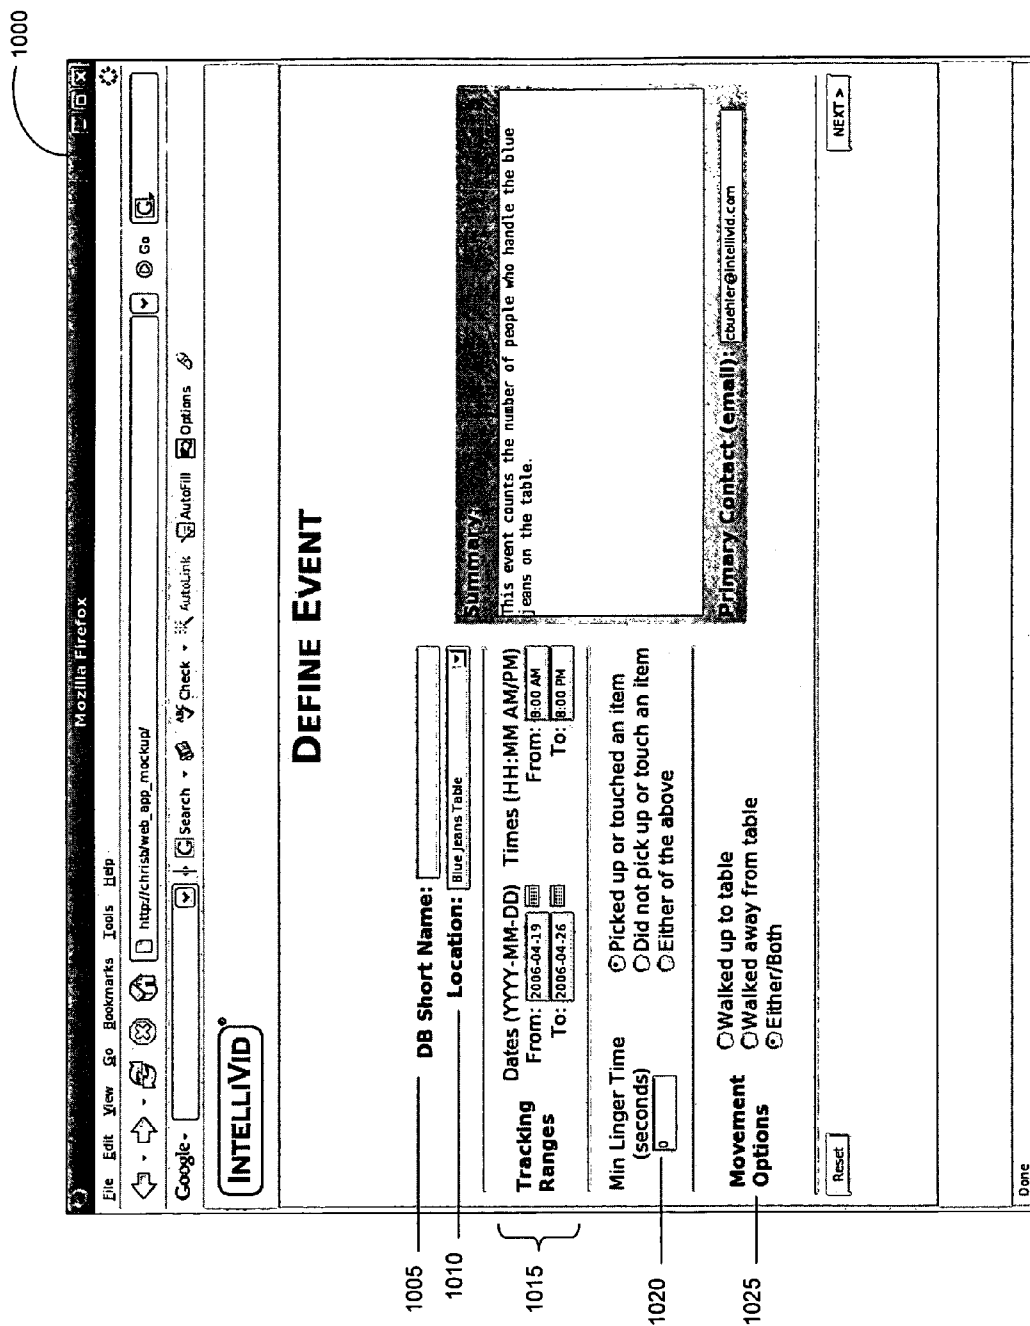 1000
Mozilla Firefox
File Edit View Go Bookmarks Tools Help
http://chrisb/web_app_mockup/
Go
G
Google
G Search
ABC Check
AutoLink
AutoFill
Options
INTELLIVID
DEFINE EVENT
1005
DB Short Name:
1010
Location: Blue Jeans Table
1015
Tracking Ranges
Dates (YYYY-MM-DD)
From: 2006-04-19
To: 2006-04-26
Times (HH:MM AM/PM)
From: 8:00 AM
To: 8:00 PM
1020
Min Linger Time
(seconds)
0
Picked up or touched an item
Did not pick up or touch an item
Either of the above
1025
Movement
Options
Walked up to table
Walked away from table
Either/Both
Summary:
This event counts the number of people who handle the blue
jeans on the table.
Primary Contact (email): cbuehler@intellivid.com
Reset
NEXT >
Done